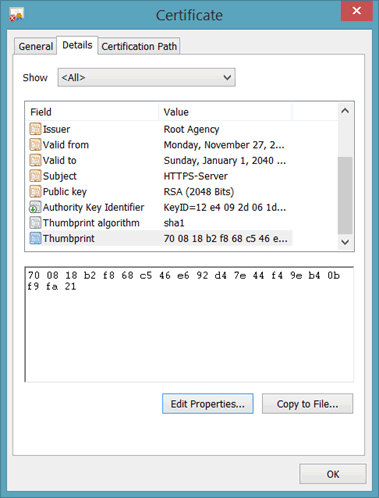 Certificate
General Details Certification Path
Show <All>
Field Value
Issuer Root Agency
Valid from Monday, November 27, 2...
Valid to Sunday, January 1, 2040 ...
Subject HTTPS-Server
Public key RSA (2048 Bits)
Authority Key Identifier KeyID=12 e4 09 2d 06 1d...
Thumbprint algorithm sha1
Thumbprint 70 08 18 b2 f8 68 c5 46 e...
70 08 18 b2 f8 68 c5 46 e6 92 d4 7e 44 f4 9e b4 0b
f9 fa 21
Edit Properties... Copy to File...
OK